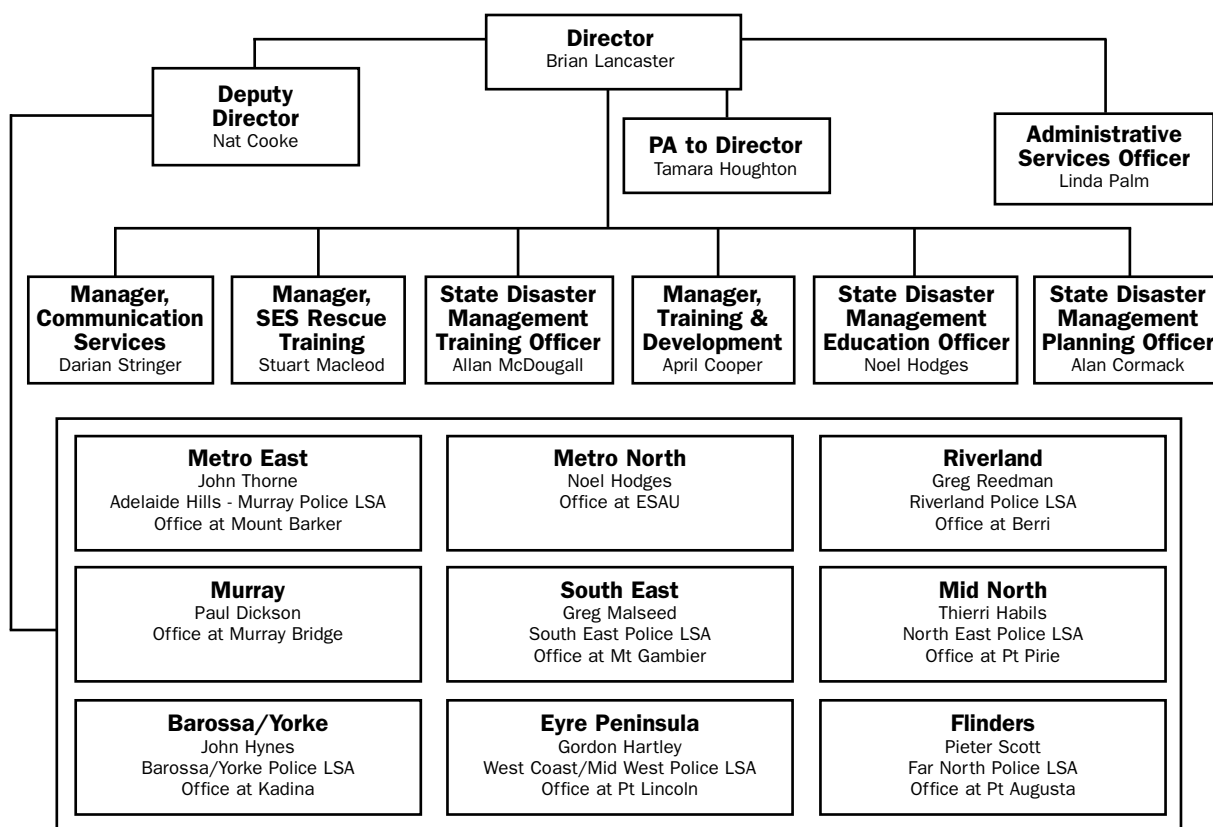 Director
Brian Lancaster
Deputy
Director
Nat Cooke
PA to Director
Tamara Houghton
Administrative
Services Officer
Linda Palm
Manager,
Communication
Services
Darian Stringer
Manager,
SES Rescue
Training
Stuart Macleod
State Disaster
Management
Training Officer
Allan McDougall
Manager,
Training &
Development
April Cooper
State Disaster
Management
Education Officer
Noel Hodges
State Disaster
Management
Planning Officer
Alan Cormack
Metro East
John Thorne
Adelaide Hills - Murray Police LSA
Office at Mount Barker
Metro North
Noel Hodges
Office at ESAU
Riverland
Greg Reedman
Riverland Police LSA
Office at Berri
Murray
Paul Dickson
Office at Murray Bridge
South East
Greg Malseed
South East Police LSA
Office at Mt Gambier
Mid North
Thierri Habils
North East Police LSA
Office at Pt Pirie
Barossa/Yorke
John Hynes
Barossa/Yorke Police LSA
Office at Kadina
Eyre Peninsula
Gordon Hartley
West Coast/Mid West Police LSA
Office at Pt Lincoln
Flinders
Pieter Scott
Far North Police LSA
Office at Pt Augusta